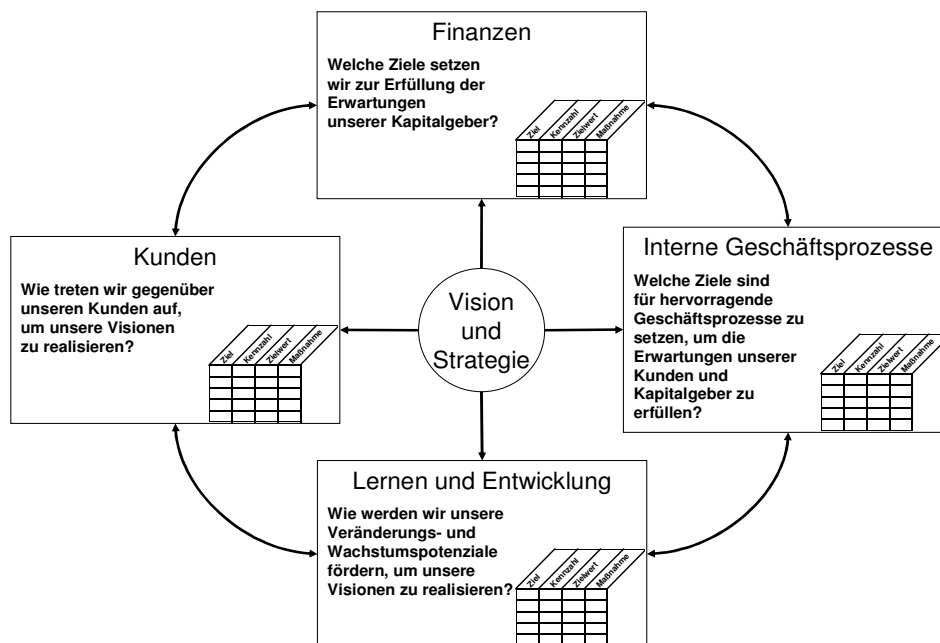 Finanzen
Welche Ziele setzen
wir zur Erfüllung der
Erwartungen
unserer Kapitalgeber?
Ziel
Kennzahl
Zielwert
Maßnahme
Kunden
Wie treten wir gegenüber
unseren Kunden auf,
um unsere Visionen
zu realisieren?
Ziel
Kennzahl
Zielwert
Maßnahme
Vision
und
Strategie
Interne Geschäftsprozesse
Welche Ziele sind
für hervorragende
Geschäftsprozesse zu
setzen, um die
Erwartungen unserer
Kunden und
Kapitalgeber zu
erfüllen?
Ziel
Kennzahl
Zielwert
Maßnahme
Lernen und Entwicklung
Wie werden wir unsere
Veränderungs- und
Wachstumspotenziale
fördern, um unsere
Visionen zu realisieren?
Ziel
Kennzahl
Zielwert
Maßnahme